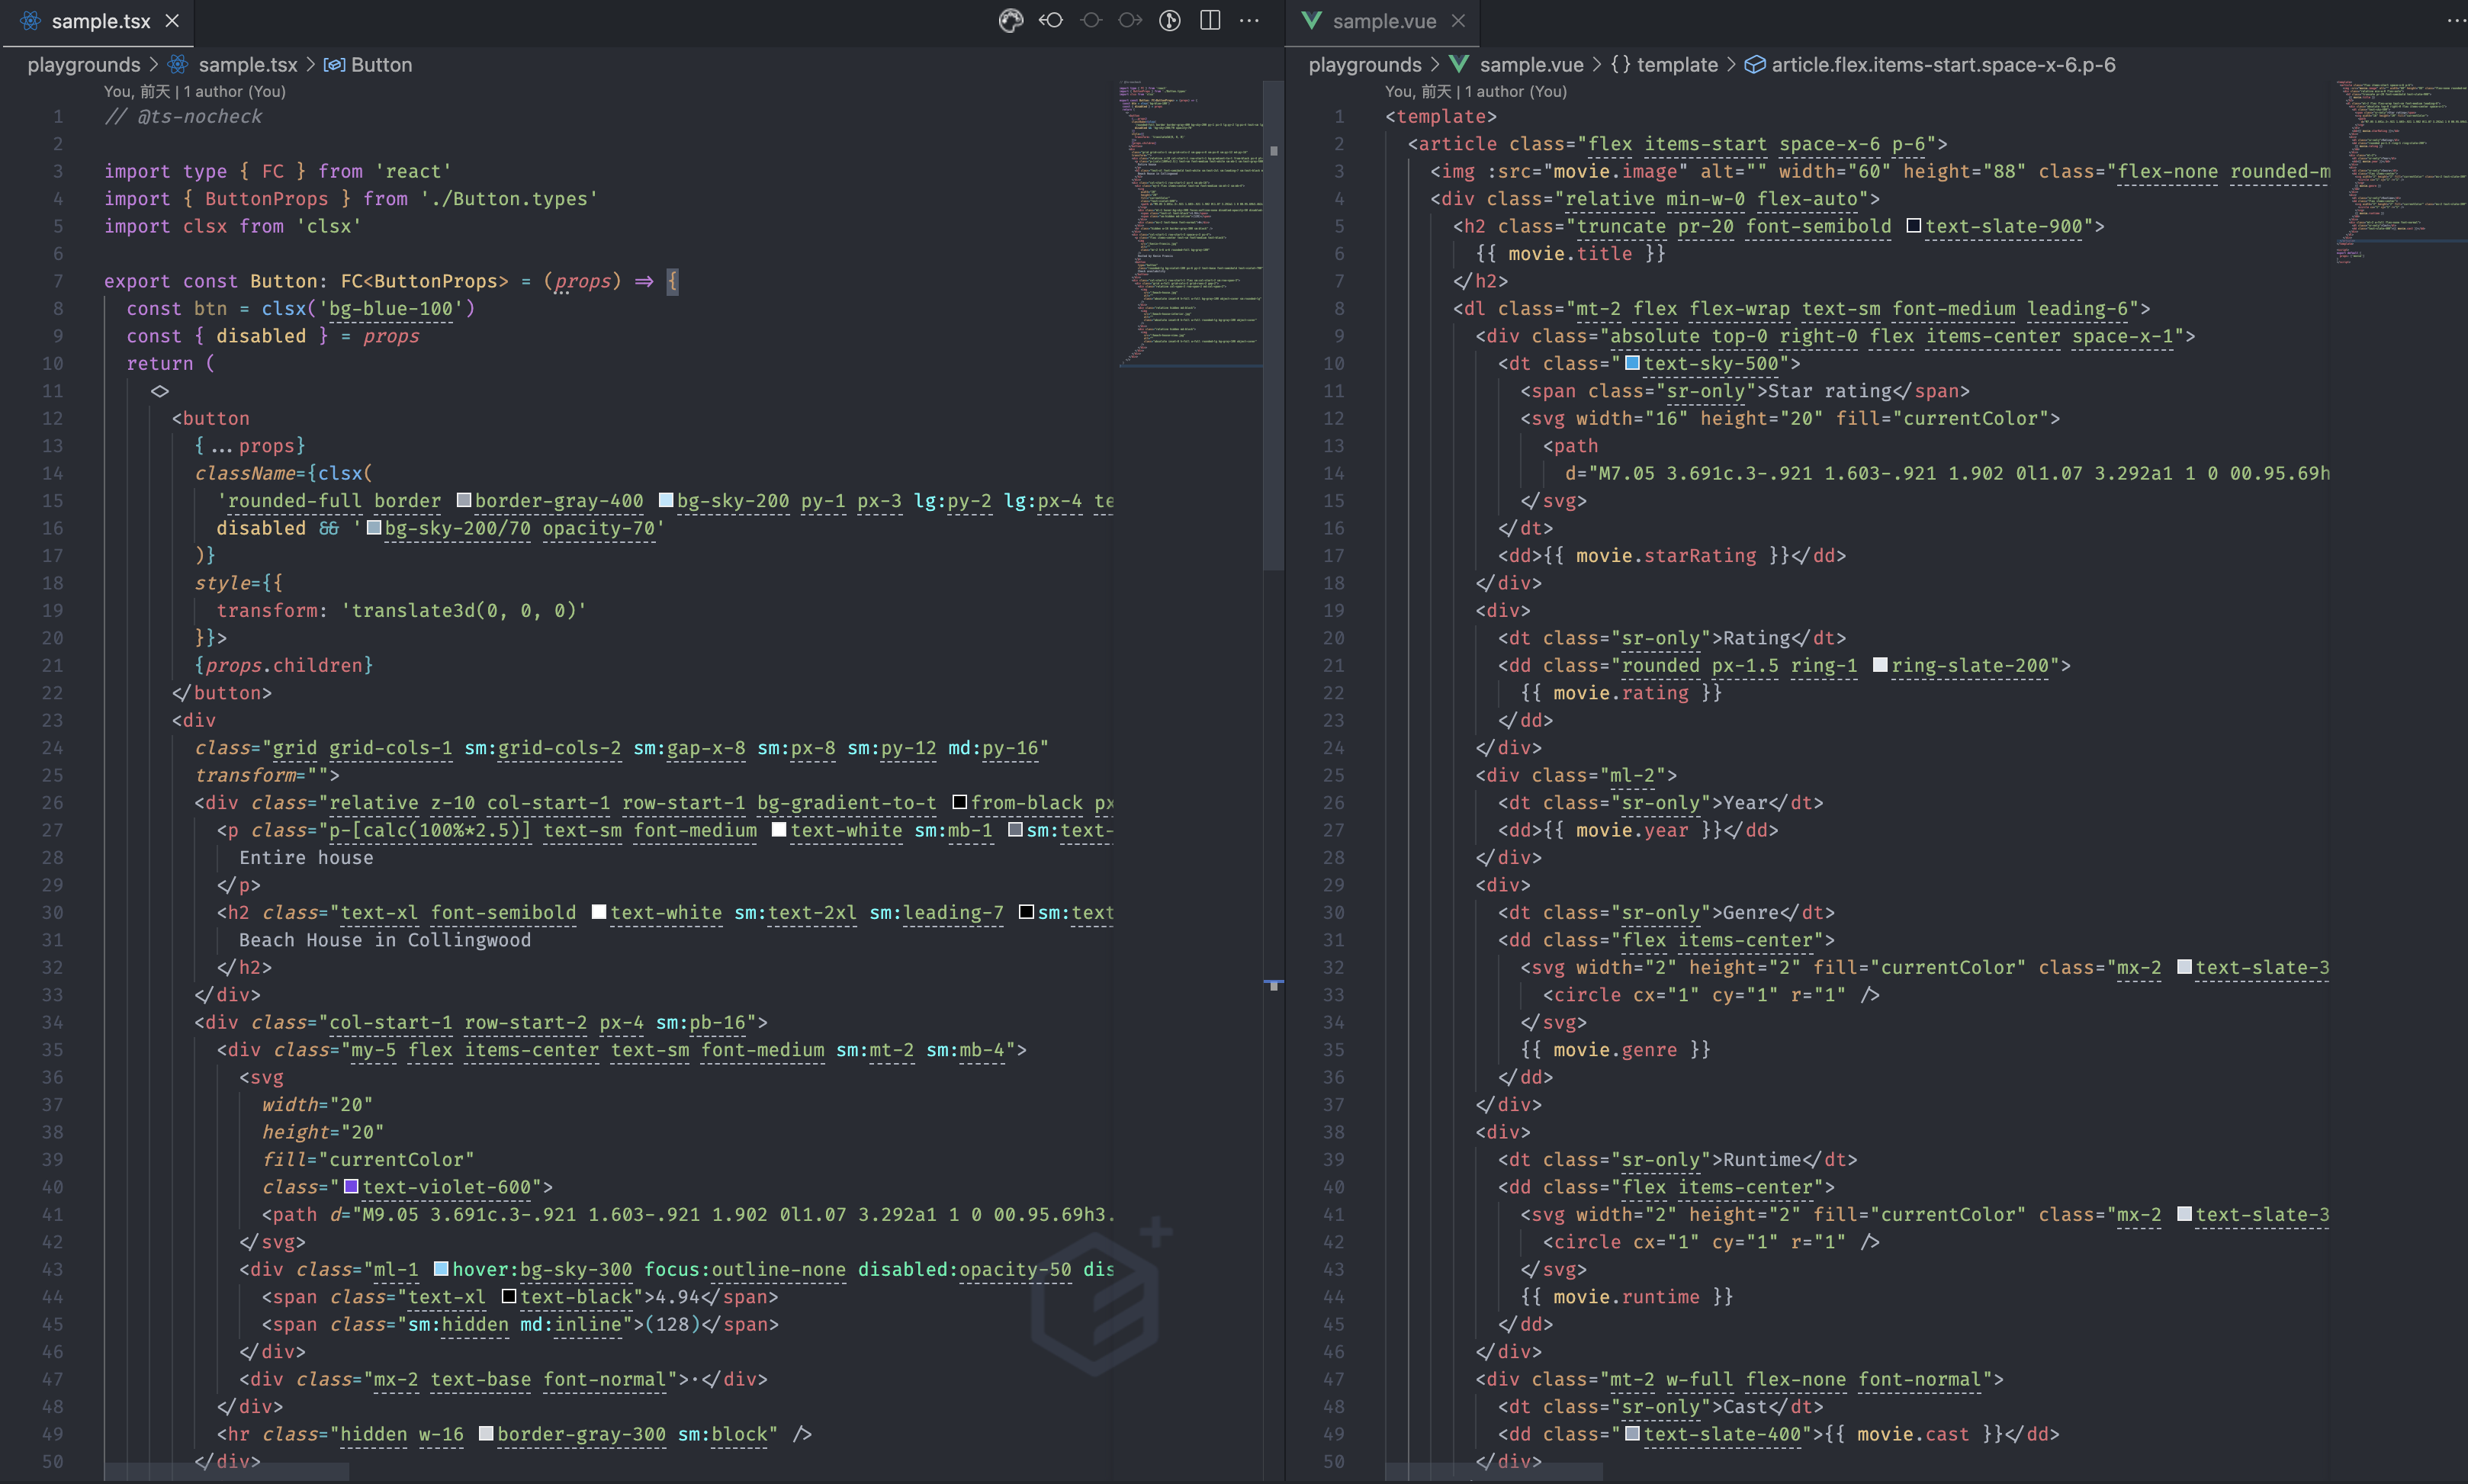 sample.tsx
playgrounds > sample.tsx > Button
You, 前天 | 1 author (You)
1 // @ts-nocheck
2
3 import type { FC } from 'react'
4 import { ButtonProps } from './Button.types'
5 import clsx from 'clsx'
6
7 export const Button: FC<ButtonProps> = (props) => {
8 const btn = clsx('bg-blue-100')
9 const { disabled } = props
10 return (
11 <>
12 <button
13 {...props}
14 className={clsx(
15 'rounded-full border border-gray-400 bg-sky-200 py-1 px-3 lg:py-2 lg:px-4 te
16 disabled && 'bg-sky-200/70 opacity-70'
17 )}
18 style={{
19 transform: 'translate3d(0, 0, 0)'
20 }}>
21 {props.children}
22 </button>
23 <div
24 class="grid grid-cols-1 sm:grid-cols-2 sm:gap-x-8 sm:px-8 sm:py-12 md:py-16"
25 transform="">
26 <div class="relative z-10 col-start-1 row-start-1 bg-gradient-to-t from-black px
27 <p class="p-[calc(100%*2.5)] text-sm font-medium text-white sm:mb-1 sm:text-
28 Entire house
29 </p>
30 <h2 class="text-xl font-semibold text-white sm:text-2xl sm:leading-7 sm:text
31 Beach House in Collingwood
32 </h2>
33 </div>
34 <div class="col-start-1 row-start-2 px-4 sm:pb-16">
35 <div class="my-5 flex items-center text-sm font-medium sm:mt-2 sm:mb-4">
36 <svg
37 width="20"
38 height="20"
39 fill="currentColor"
40 class="text-violet-600">
41 <path d="M9.05 3.691c.3-.921 1.603-.921 1.902 0l1.07 3.292a1 1 0 00.95.69h3.
42 </svg>
43 <div class="ml-1 hover:bg-sky-300 focus:outline-none disabled:opacity-50 dis
44 <span class="text-xl text-black">4.94</span>
45 <span class="sm:hidden md:inline">(128)</span>
46 </div>
47 <div class="mx-2 text-base font-normal">·</div>
48 </div>
49 <hr class="hidden w-16 border-gray-300 sm:block" />
50 </div>
sample.vue
playgrounds > sample.vue > {} template > article.flex.items-start.space-x-6.p-6
You, 前天 | 1 author (You)
1 <template>
2 <article class="flex items-start space-x-6 p-6">
3 <img :src="movie.image" alt="" width="60" height="88" class="flex-none rounded-m
4 <div class="relative min-w-0 flex-auto">
5 <h2 class="truncate pr-20 font-semibold text-slate-900">
6 {{ movie.title }}
7 </h2>
8 <dl class="mt-2 flex flex-wrap text-sm font-medium leading-6">
9 <div class="absolute top-0 right-0 flex items-center space-x-1">
10 <dt class="text-sky-500">
11 <span class="sr-only">Star rating</span>
12 <svg width="16" height="20" fill="currentColor">
13 <path
14 d="M7.05 3.691c.3-.921 1.603-.921 1.902 0l1.07 3.292a1 1 0 00.95.69h
15 </svg>
16 </dt>
17 <dd>{{ movie.starRating }}</dd>
18 </div>
19 <div>
20 <dt class="sr-only">Rating</dt>
21 <dd class="rounded px-1.5 ring-1 ring-slate-200">
22 {{ movie.rating }}
23 </dd>
24 </div>
25 <div class="ml-2">
26 <dt class="sr-only">Year</dt>
27 <dd>{{ movie.year }}</dd>
28 </div>
29 <div>
30 <dt class="sr-only">Genre</dt>
31 <dd class="flex items-center">
32 <svg width="2" height="2" fill="currentColor" class="mx-2 text-slate-3
33 <circle cx="1" cy="1" r="1" />
34 </svg>
35 {{ movie.genre }}
36 </dd>
37 </div>
38 <div>
39 <dt class="sr-only">Runtime</dt>
40 <dd class="flex items-center">
41 <svg width="2" height="2" fill="currentColor" class="mx-2 text-slate-3
42 <circle cx="1" cy="1" r="1" />
43 </svg>
44 {{ movie.runtime }}
45 </dd>
46 </div>
47 <div class="mt-2 w-full flex-none font-normal">
48 <dt class="sr-only">Cast</dt>
49 <dd class="text-slate-400">{{ movie.cast }}</dd>
50 </div>